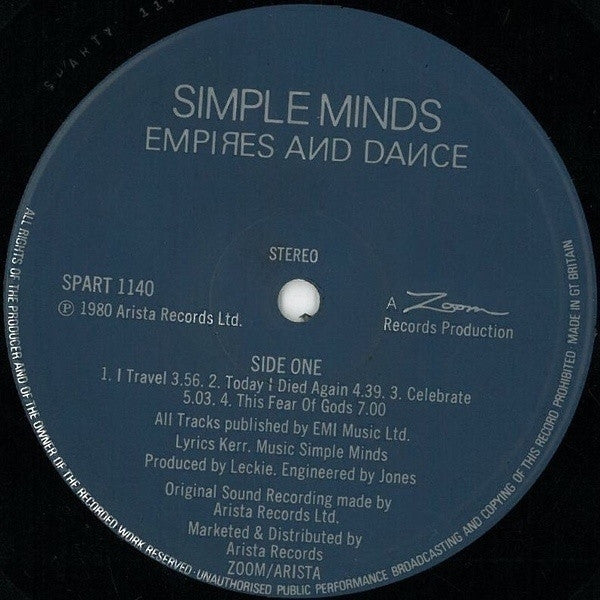 SIMPLE MINDS
EMPIЯES AИD DAИCE
STEREO
SPART 1140
℗ 1980 Arista Records Ltd.
A Zoom
Records Production
SIDE ONE
1. I Travel 3.56. 2. Today I Died Again 4.39. 3. Celebrate
5.03. 4. This Fear Of Gods 7.00
All Tracks published by EMI Music Ltd.
Lyrics Kerr. Music Simple Minds
Produced by Leckie. Engineered by Jones
Original Sound Recording made by
Arista Records Ltd.
Marketed & Distributed by
Arista Records
ZOOM/ARISTA
ALL RIGHTS OF THE PRODUCER AND OF THE OWNER OF THE RECORDED WORK RESERVED·UNAUTHORISED PUBLIC PERFORMANCE BROADCASTING AND COPYING OF THIS RECORD PROHIBITED MADE IN GT BRITAIN